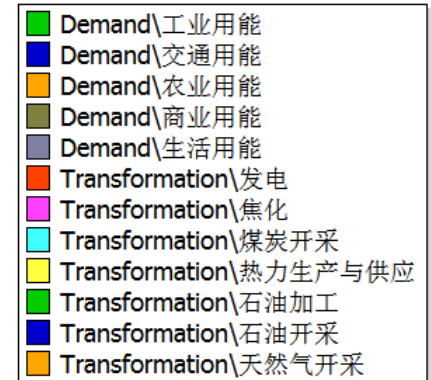 Demand\工业用能
Demand\交通用能
Demand\农业用能
Demand\商业用能
Demand\生活用能
Transformation\发电
Transformation\焦化
Transformation\煤炭开采
Transformation\热力生产与供应
Transformation\石油加工
Transformation\石油开采
Transformation\天然气开采